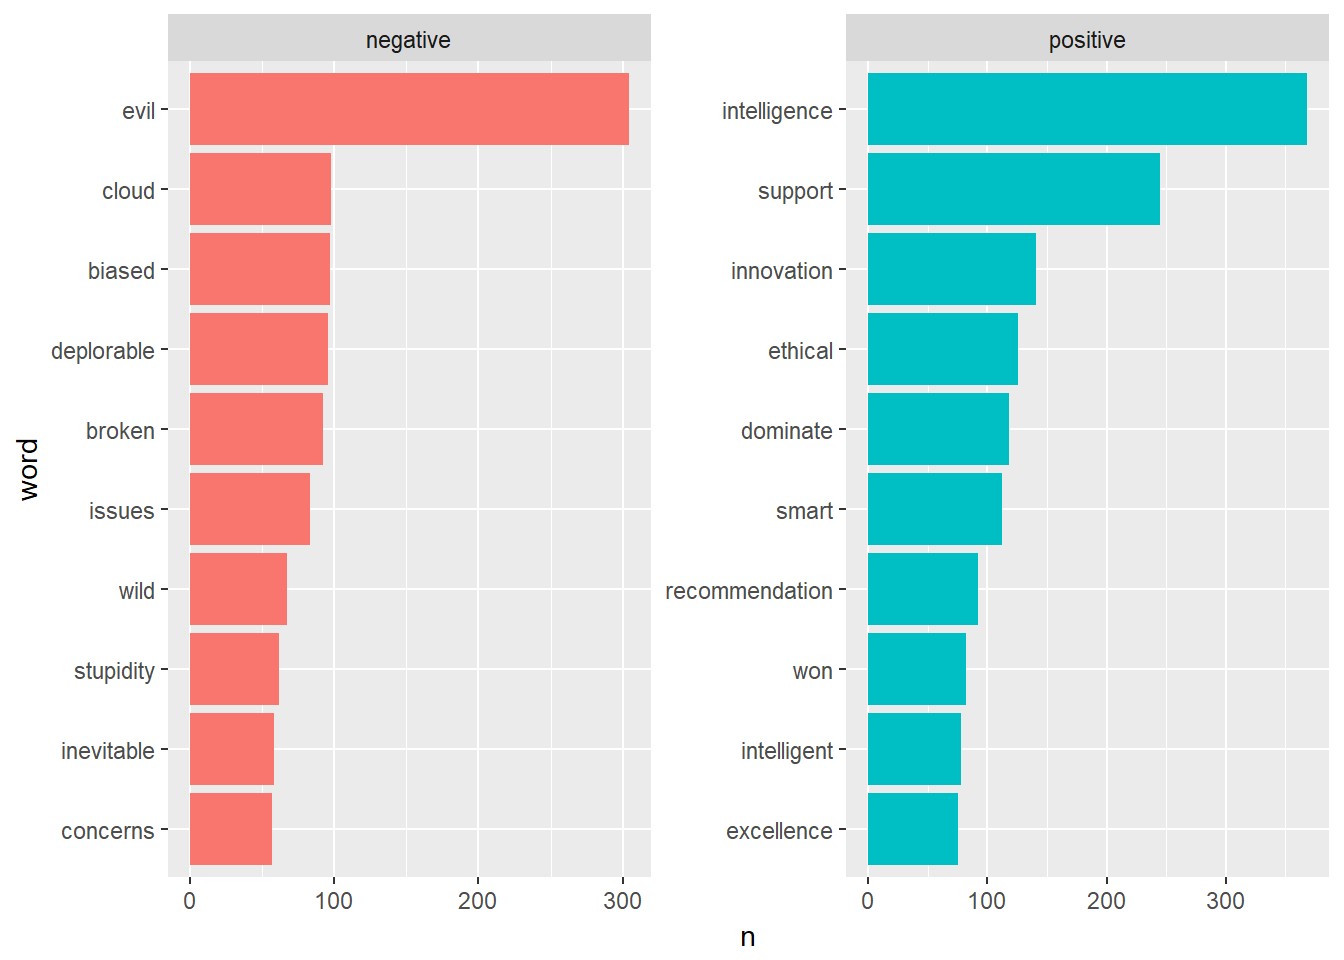 negative
positive
word
evil
cloud
biased
deplorable
broken
issues
wild
stupidity
inevitable
concerns
0 100 200 300
intelligence
support
innovation
ethical
dominate
smart
recommendation
won
intelligent
excellence
0 100 200 300
n